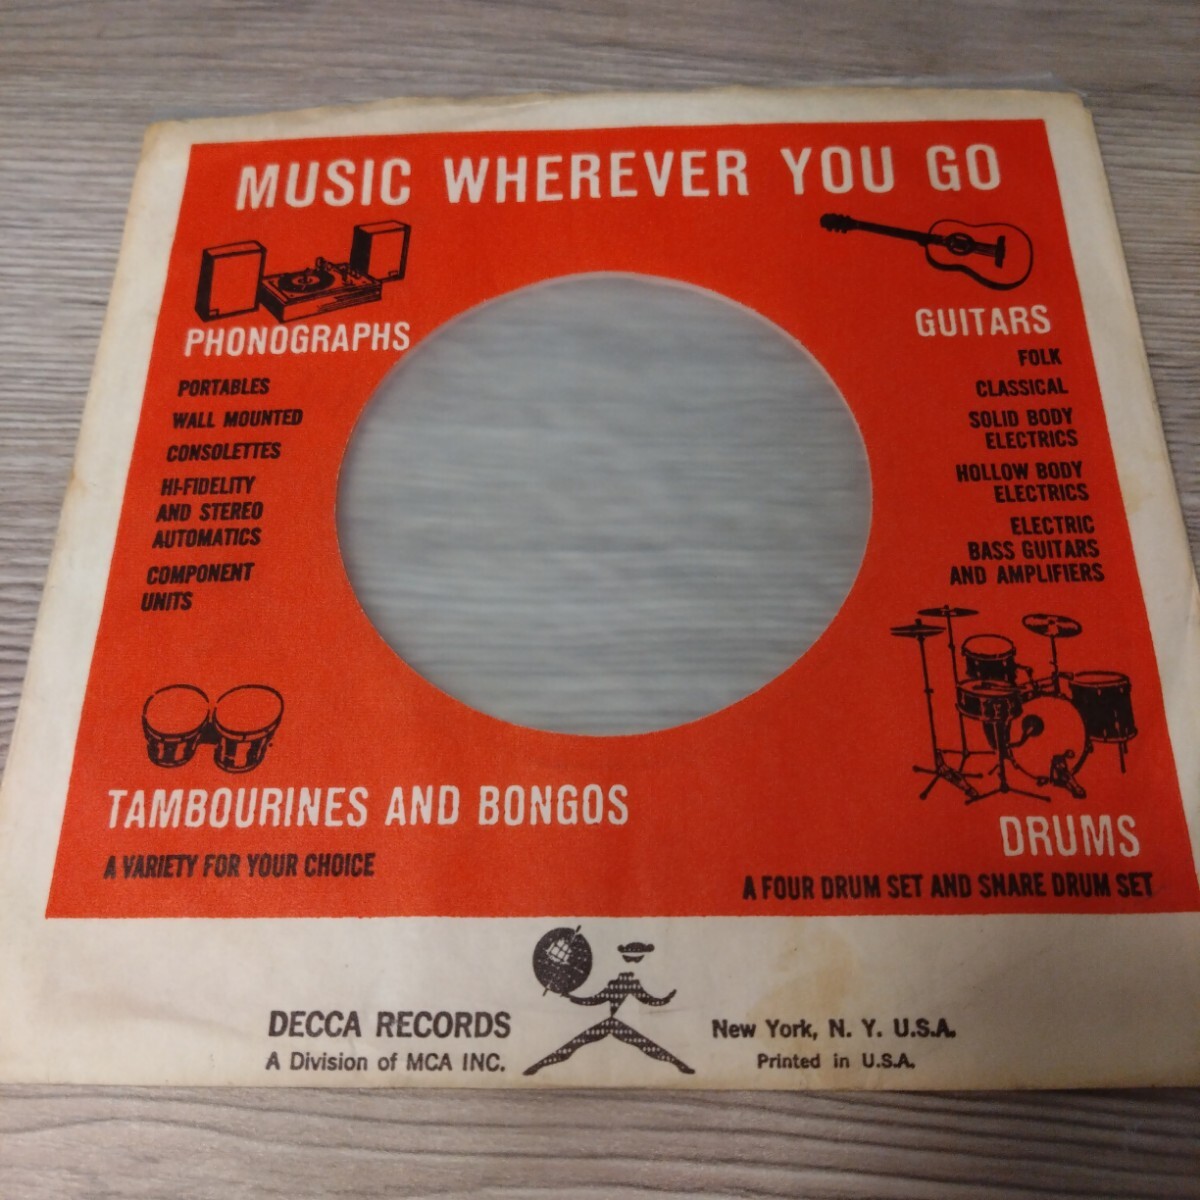 MUSIC WHEREVER YOU GO
PHONOGRAPHS
PORTABLES
WALL MOUNTED
CONSOLETTES
HI-FIDELITY
AND STEREO
AUTOMATICS
COMPONENT
UNITS
GUITARS
FOLK
CLASSICAL
SOLID BODY
ELECTRICS
HOLLOW BODY
ELECTRICS
ELECTRIC
BASS GUITARS
AND AMPLIFIERS
TAMBOURINES AND BONGOS
A VARIETY FOR YOUR CHOICE
DRUMS
A FOUR DRUM SET AND SNARE DRUM SET
DECCA RECORDS
A Division of MCA INC.
New York, N. Y. U.S.A.
Printed in U.S.A.